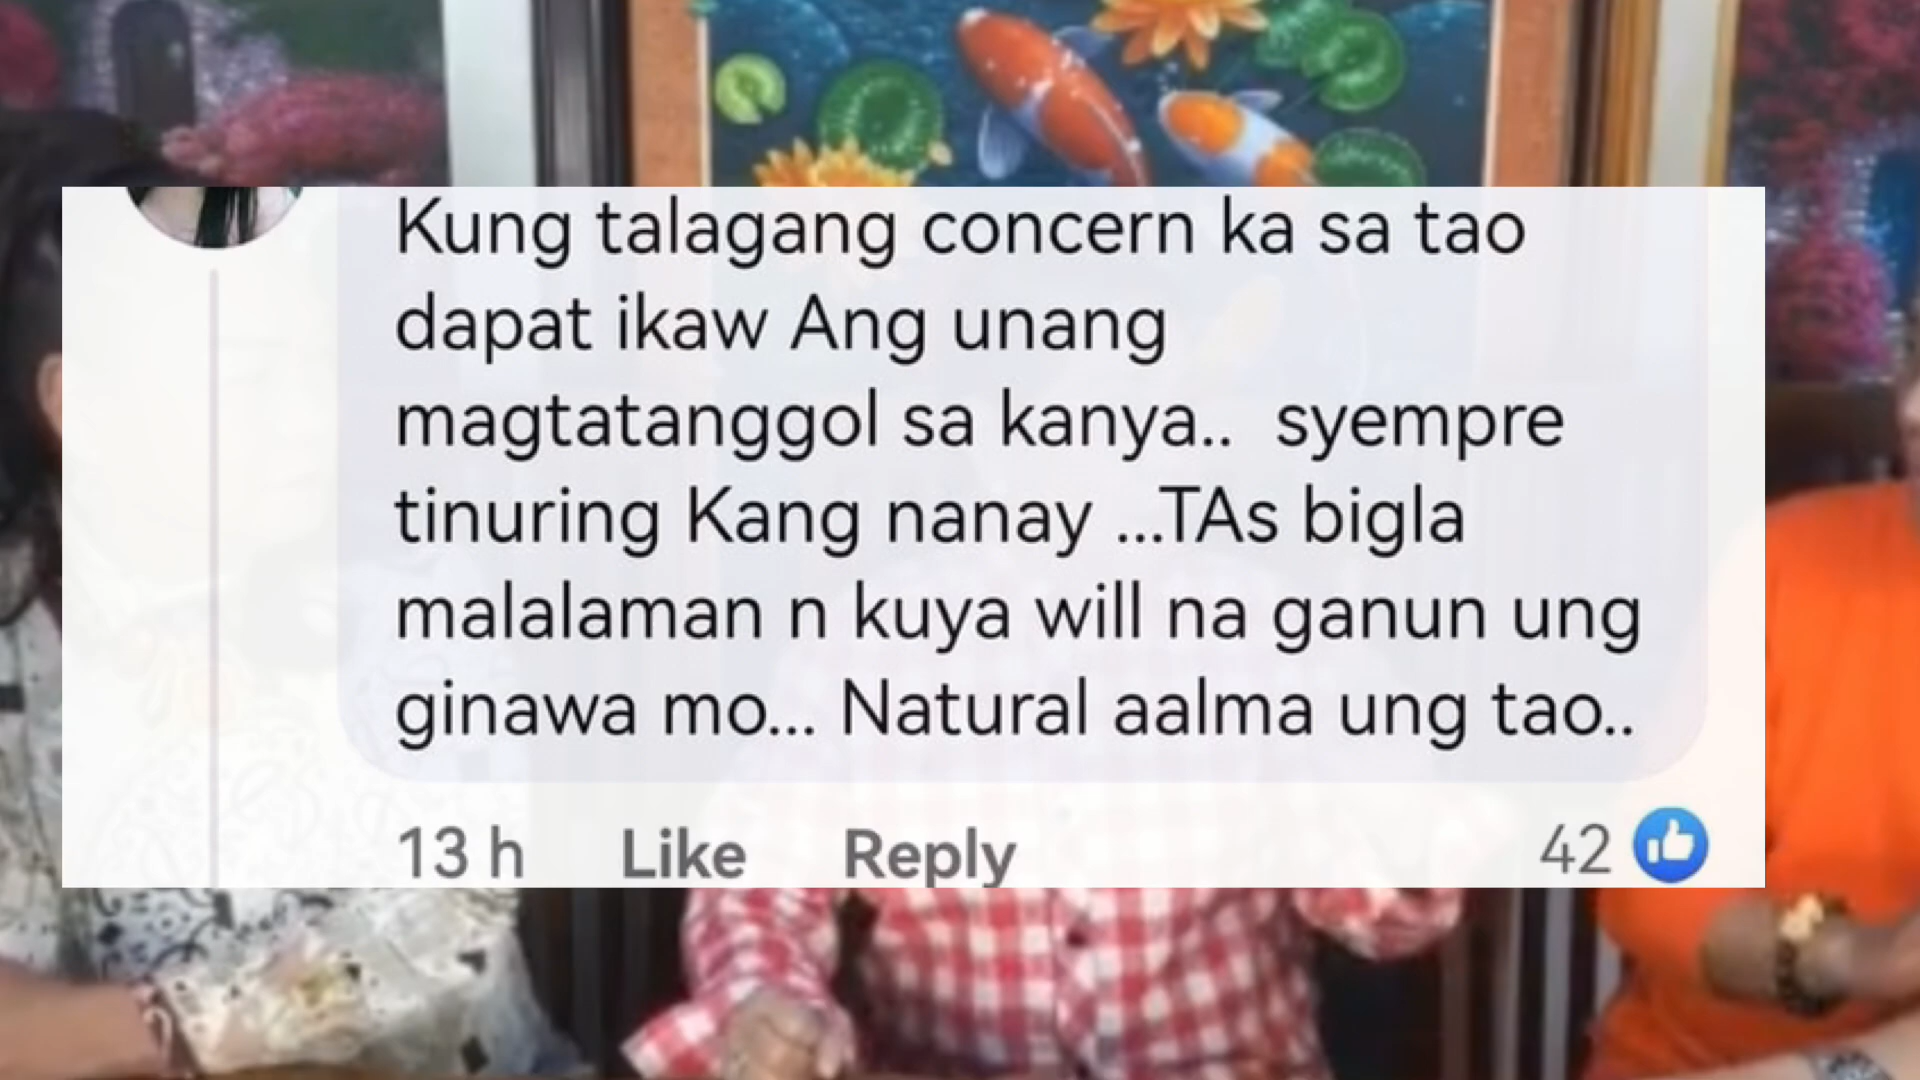 Kung talagang concern ka sa tao
dapat ikaw Ang unang
magtatanggol sa kanya..  syempre
tinuring Kang nanay ...TAs bigla
malalaman n kuya will na ganun ung
ginawa mo... Natural aalma ung tao..
13 h Like Reply 42